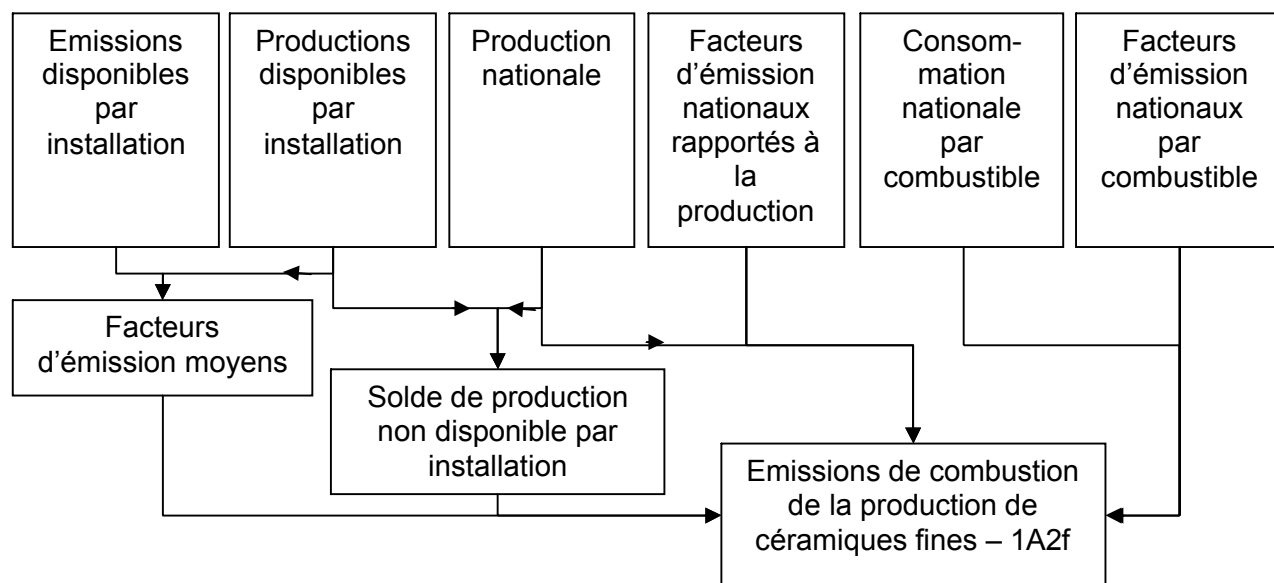 Emissions
disponibles
par
installation
Productions
disponibles
par
installation
Production
nationale
Facteurs
d’émission
nationaux
rapportés à
la
production
Consom-
mation
nationale
par
combustible
Facteurs
d’émission
nationaux
par
combustible
Facteurs
d’émission moyens
Solde de production
non disponible par
installation
Emissions de combustion
de la production de
céramiques fines – 1A2f